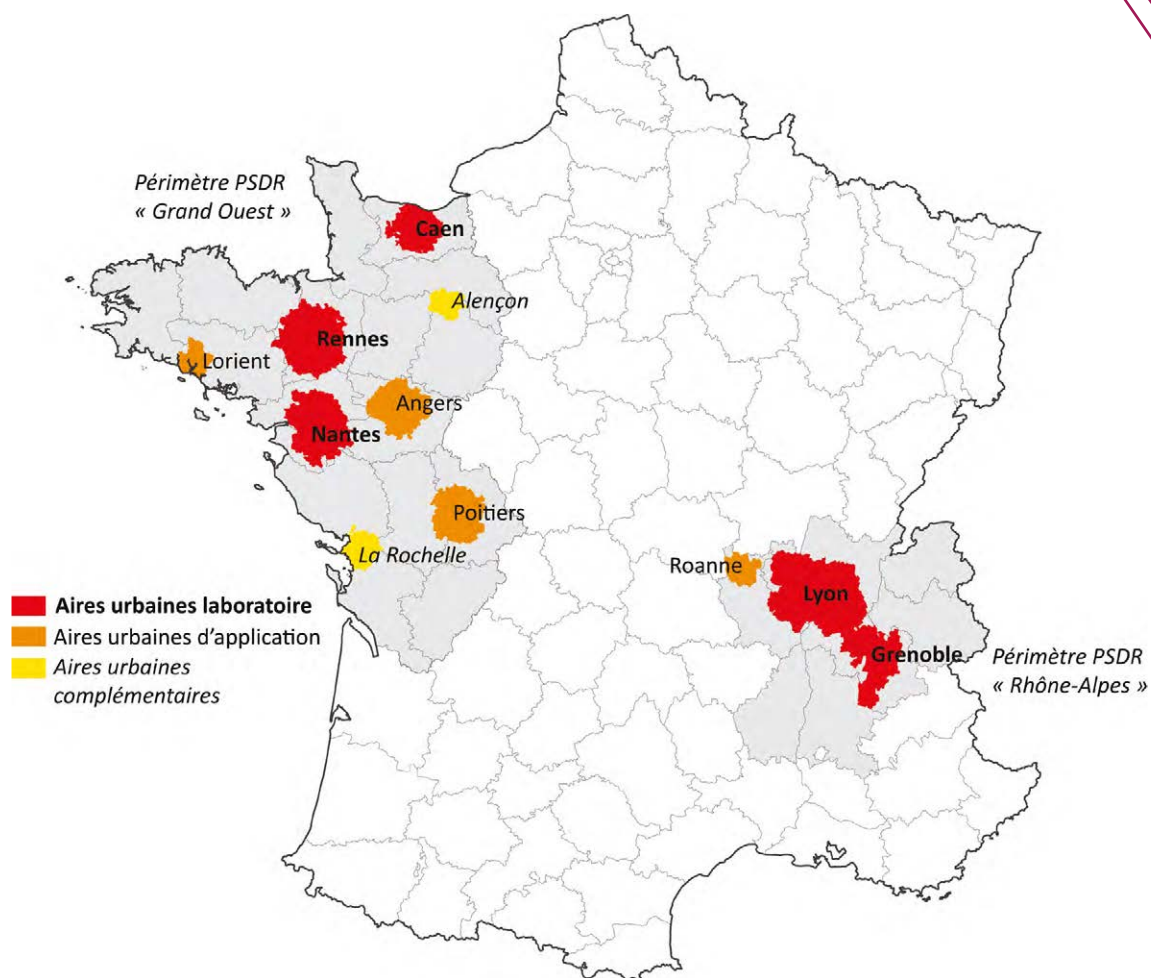 Périmètre PSDR
« Grand Ouest »
Caen
Alençon
Rennes
Lorient
Angers
Nantes
Poitiers
La Rochelle
Roanne
Lyon
Grenoble
Périmètre PSDR
« Rhône-Alpes »
Aires urbaines laboratoire
Aires urbaines d'application
Aires urbaines
complémentaires